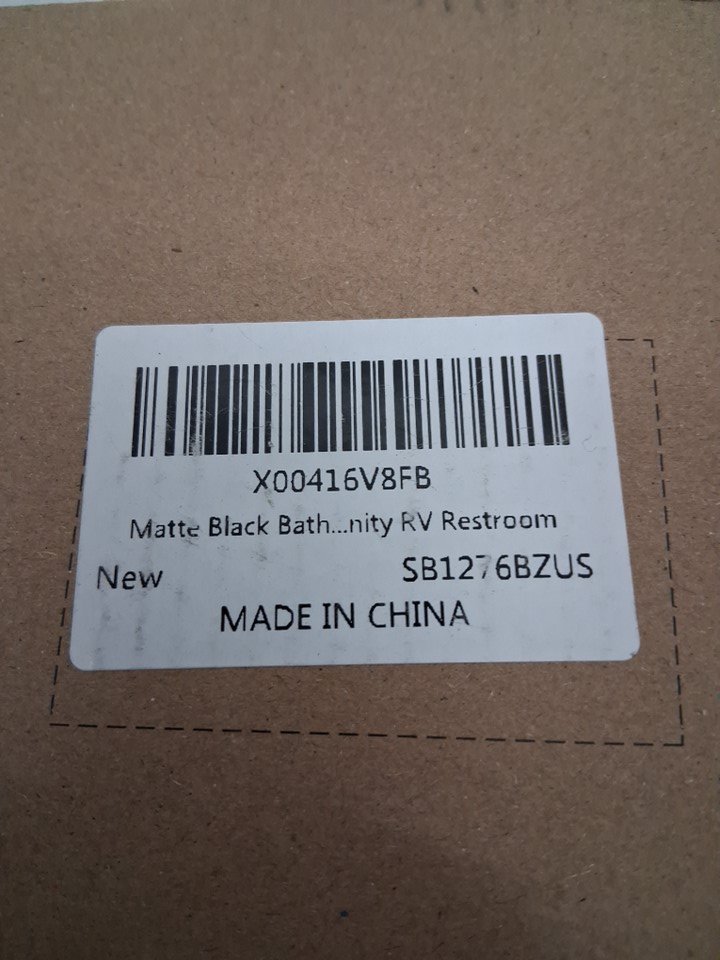 X00416V8FB
Matte Black Bath...nity RV Restroom
New SB1276BZUS
MADE IN CHINA